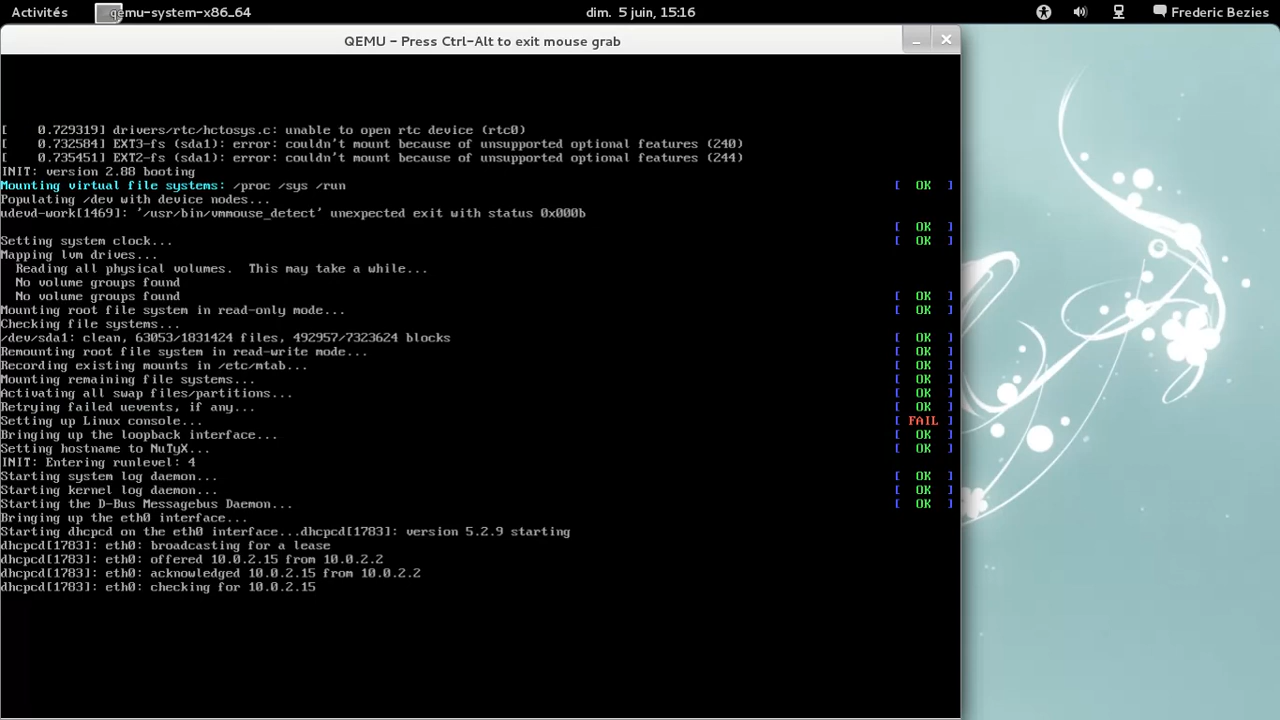 Activités
qemu-system-x86_64
dim. 5 juin, 15:16
Frederic Bezies
QEMU - Press Ctrl-Alt to exit mouse grab
[    0.729319] drivers/rtc/hctosys.c: unable to open rtc device (rtc0)
[    0.732584] EXT3-fs (sda1): error: couldn't mount because of unsupported optional features (240)
[    0.735451] EXT2-fs (sda1): error: couldn't mount because of unsupported optional features (244)
INIT: version 2.88 booting
Mounting virtual file systems: /proc /sys /run [  OK  ]
Populating /dev with device nodes...
udevd-work[1469]: '/usr/bin/vmmouse_detect' unexpected exit with status 0x000b
[  OK  ]
Setting system clock... [  OK  ]
Mapping lvm drives...
  Reading all physical volumes.  This may take a while...
  No volume groups found
  No volume groups found [  OK  ]
Mounting root file system in read-only mode... [  OK  ]
Checking file systems...
/dev/sda1: clean, 63053/1831424 files, 492957/7323624 blocks [  OK  ]
Remounting root file system in read-write mode... [  OK  ]
Recording existing mounts in /etc/mtab... [  OK  ]
Mounting remaining file systems... [  OK  ]
Activating all swap files/partitions... [  OK  ]
Retrying failed uevents, if any... [  OK  ]
Setting up Linux console... [ FAIL ]
Bringing up the loopback interface... [  OK  ]
Setting hostname to NuTyX... [  OK  ]
INIT: Entering runlevel: 4
Starting system log daemon... [  OK  ]
Starting kernel log daemon... [  OK  ]
Starting the D-Bus Messagebus Daemon... [  OK  ]
Bringing up the eth0 interface...
Starting dhcpcd on the eth0 interface...dhcpcd[1783]: version 5.2.9 starting
dhcpcd[1783]: eth0: broadcasting for a lease
dhcpcd[1783]: eth0: offered 10.0.2.15 from 10.0.2.2
dhcpcd[1783]: eth0: acknowledged 10.0.2.15 from 10.0.2.2
dhcpcd[1783]: eth0: checking for 10.0.2.15